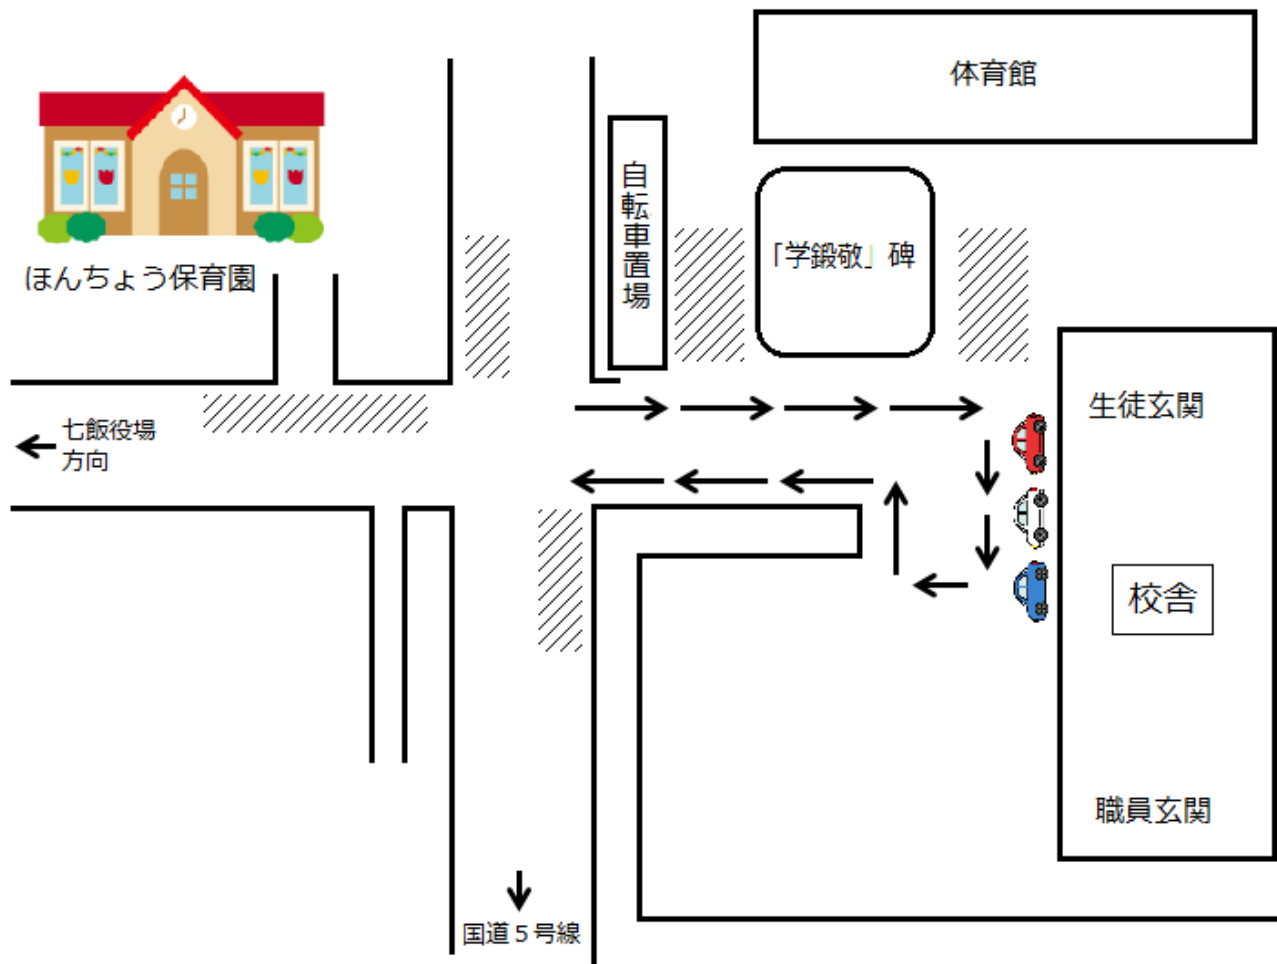 体育館
自転車置場
「学鍛敬」碑
ほんちょう保育園
生徒玄関
七飯役場
方向
校舎
職員玄関
国道５号線